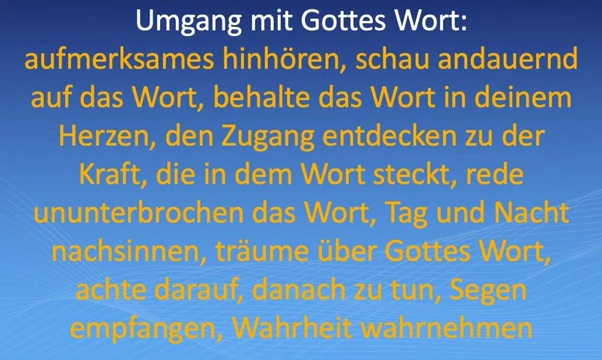 Umgang mit Gottes Wort:
aufmerksames hinhören, schau andauernd
auf das Wort, behalte das Wort in deinem
Herzen, den Zugang entdecken zu der
Kraft, die in dem Wort steckt, rede
ununterbrochen das Wort, Tag und Nacht
nachsinnen, träume über Gottes Wort,
achte darauf, danach zu tun, Segen
empfangen, Wahrheit wahrnehmen